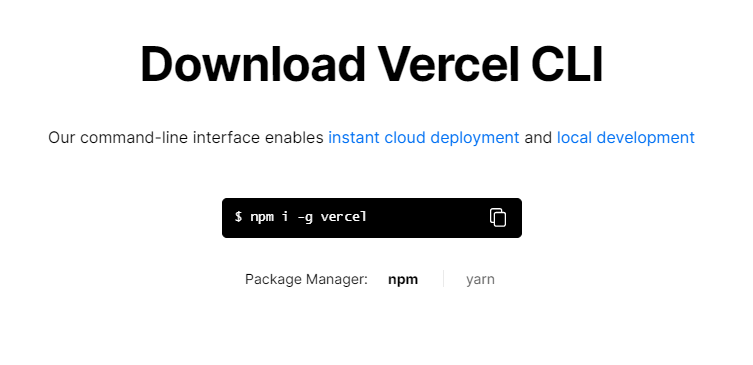 Download Vercel CLI
Our command-line interface enables instant cloud deployment and local development
$ npm i -g vercel
Package Manager: npm yarn